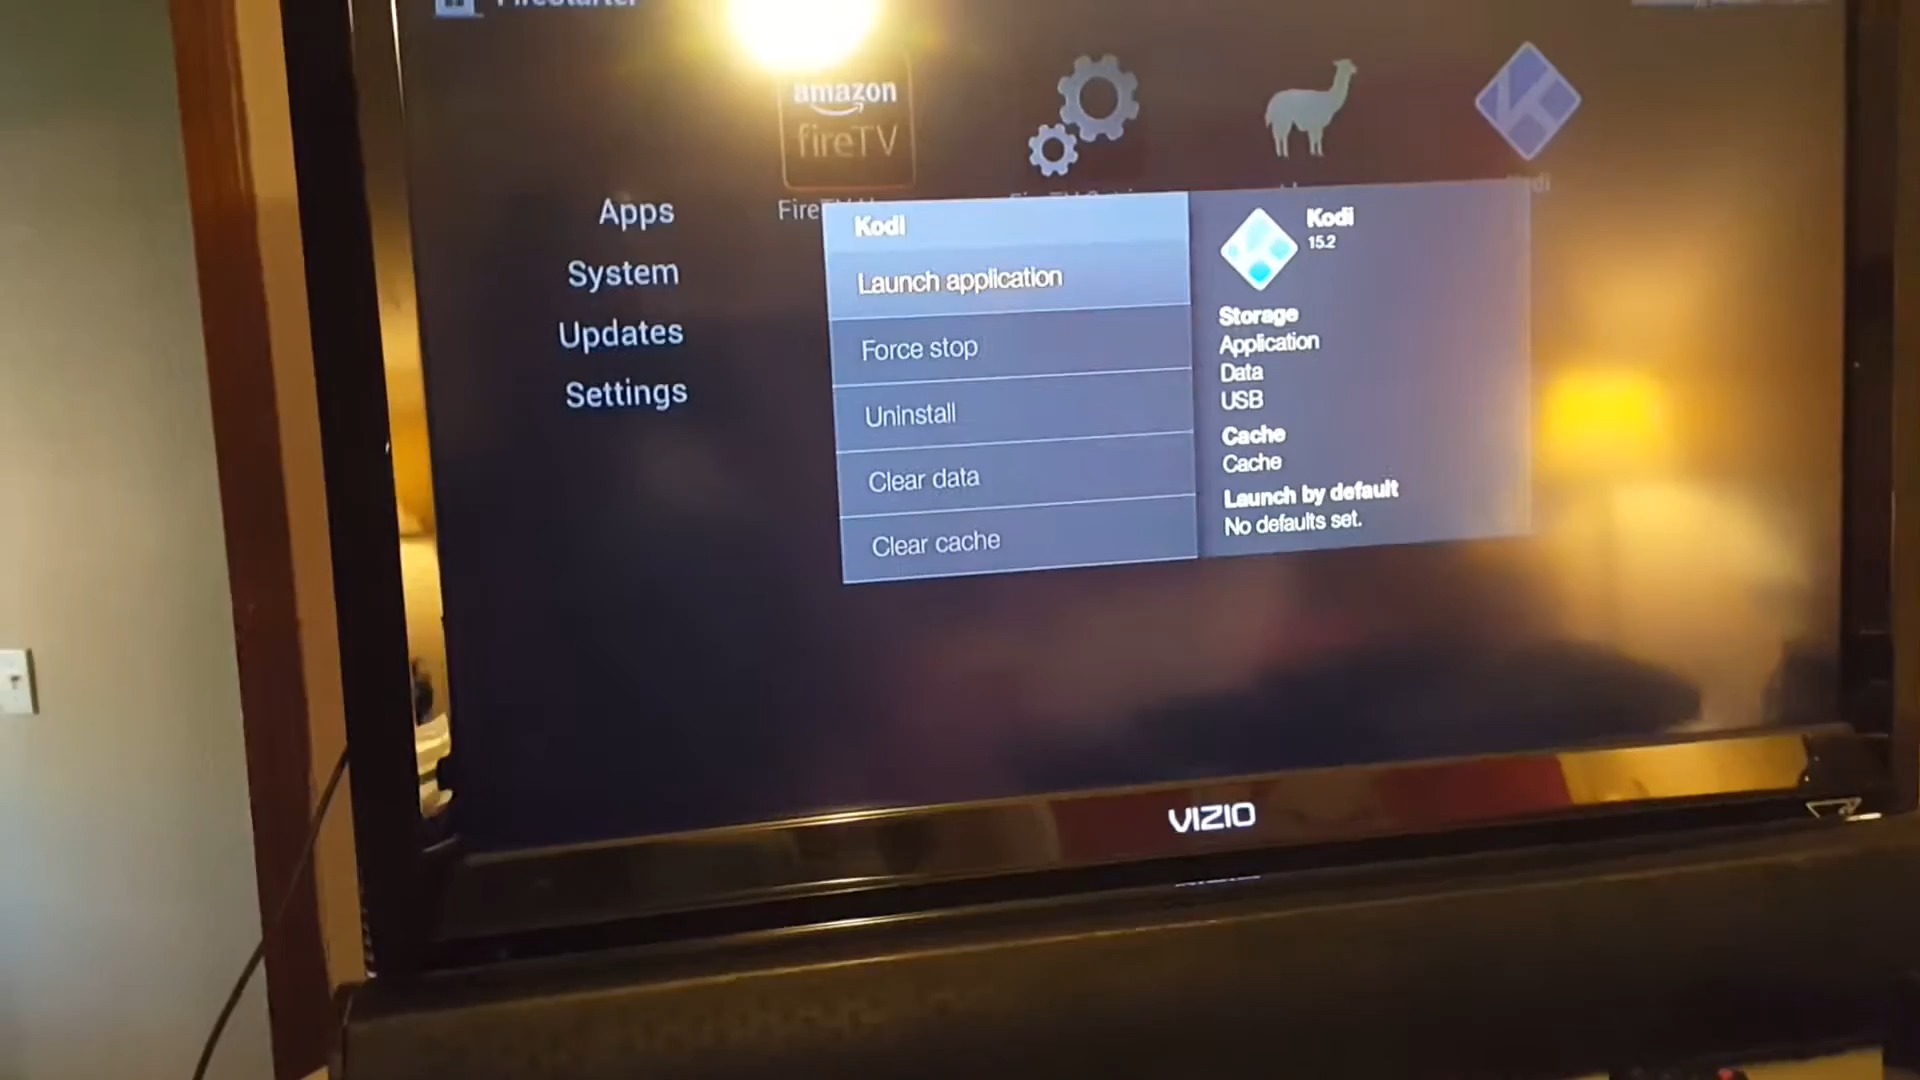 FireStarter
amazon
fireTV
Apps
System
Updates
Settings
Kodi
Launch application
Force stop
Uninstall
Clear data
Clear cache
Kodi
15.2
Storage
Application
Data
USB
Cache
Cache
Launch by default
No defaults set.
VIZIO